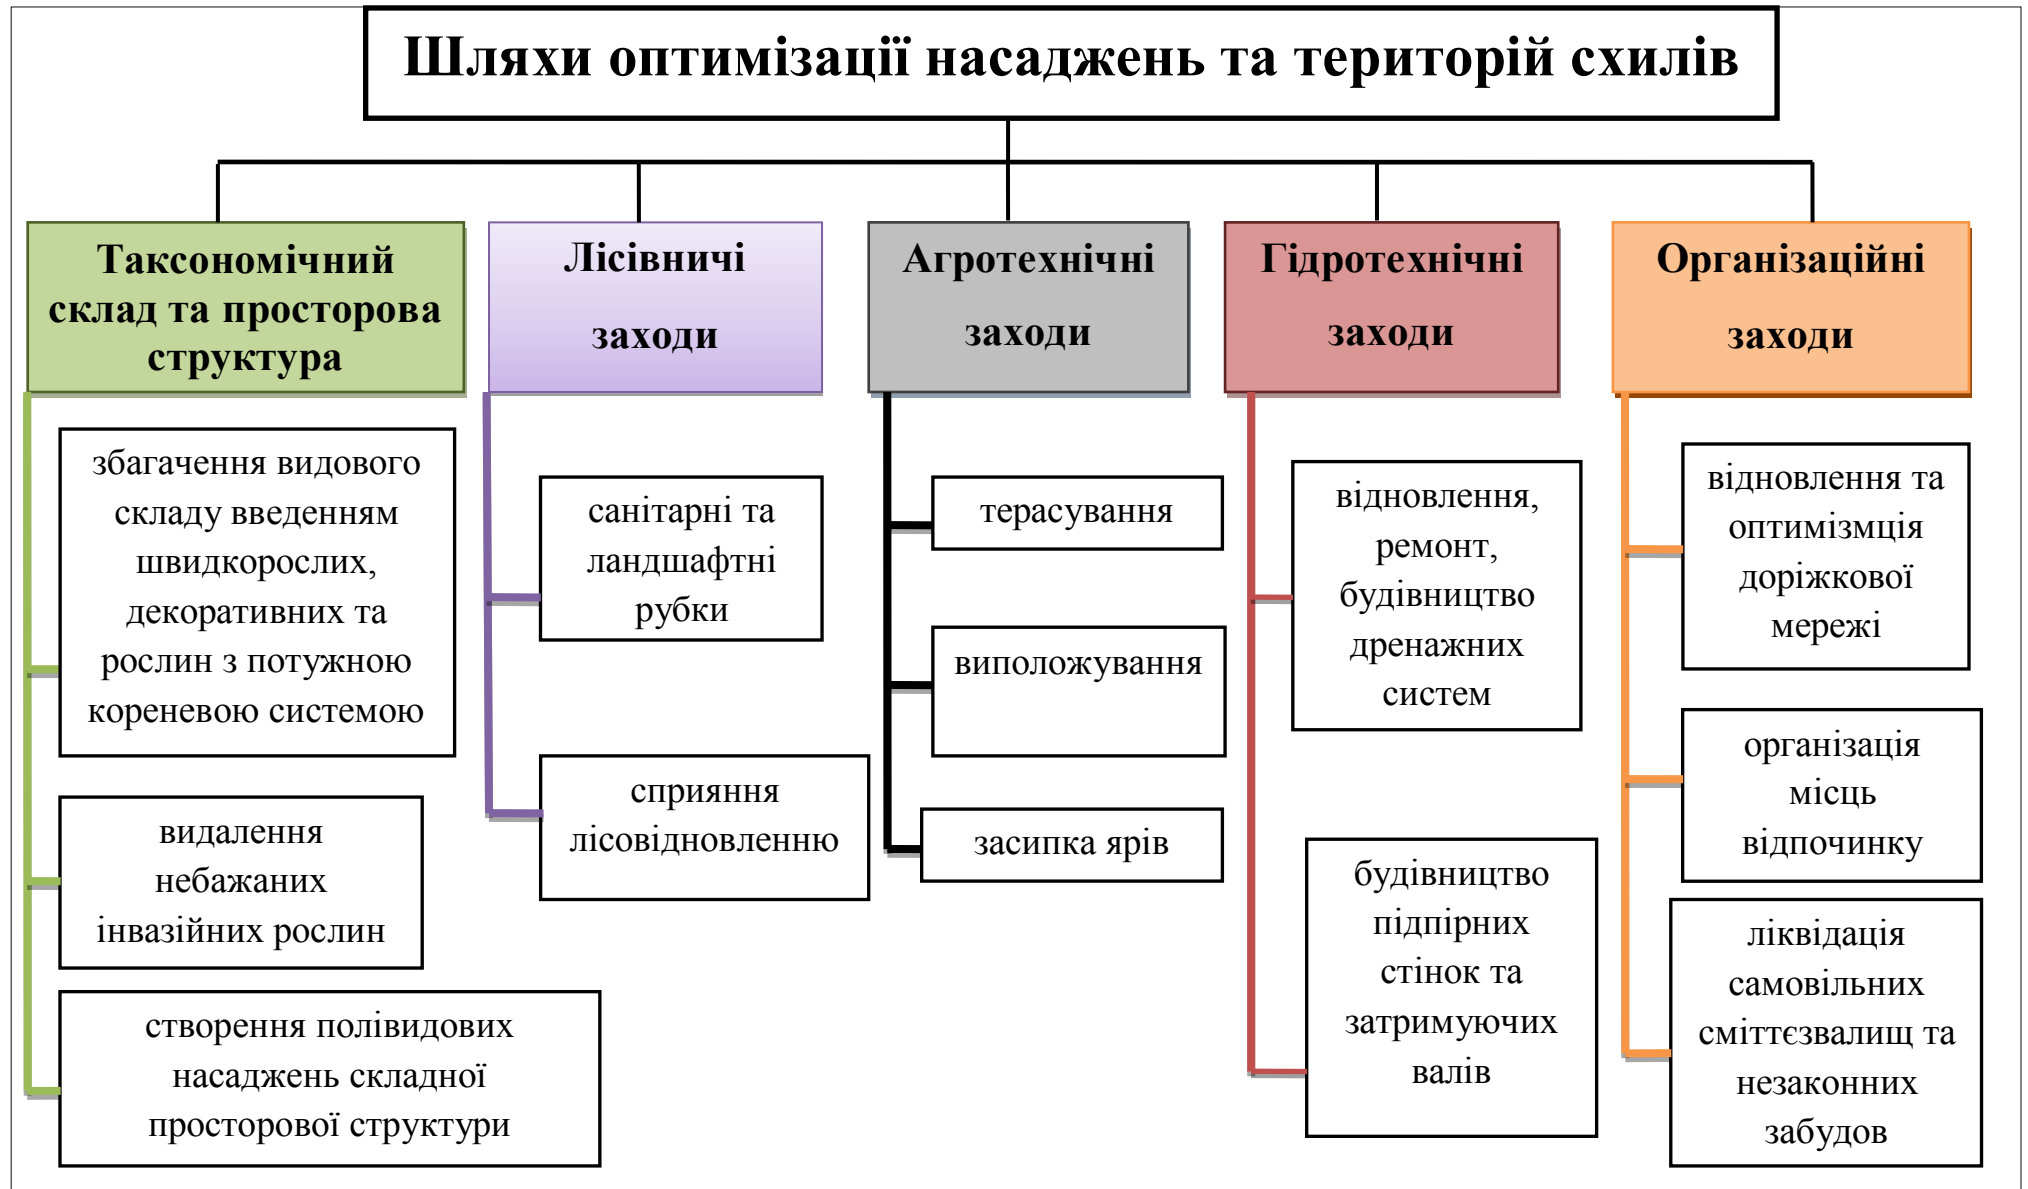 Шляхи оптимізації насаджень та територій схилів
Таксономічний
склад та просторова
структура
Лісівничі
заходи
Агротехнічні
заходи
Гідротехнічні
заходи
Організаційні
заходи
збагачення видового
складу введенням
швидкорослих,
декоративних та
рослин з потужною
кореневою системою
видалення
небажаних
інвазійних рослин
створення полівидових
насаджень складної
просторової структури
санітарні та
ландшафтні
рубки
сприяння
лісовідновленню
терасування
виположування
засипка ярів
відновлення,
ремонт,
будівництво
дренажних
систем
будівництво
підпірних
стінок та
затримуючих
валів
відновлення та
оптимізмція
доріжкової
мережі
організація
місць
відпочинку
ліквідація
самовільних
сміттєзвалищ та
незаконних
забудов